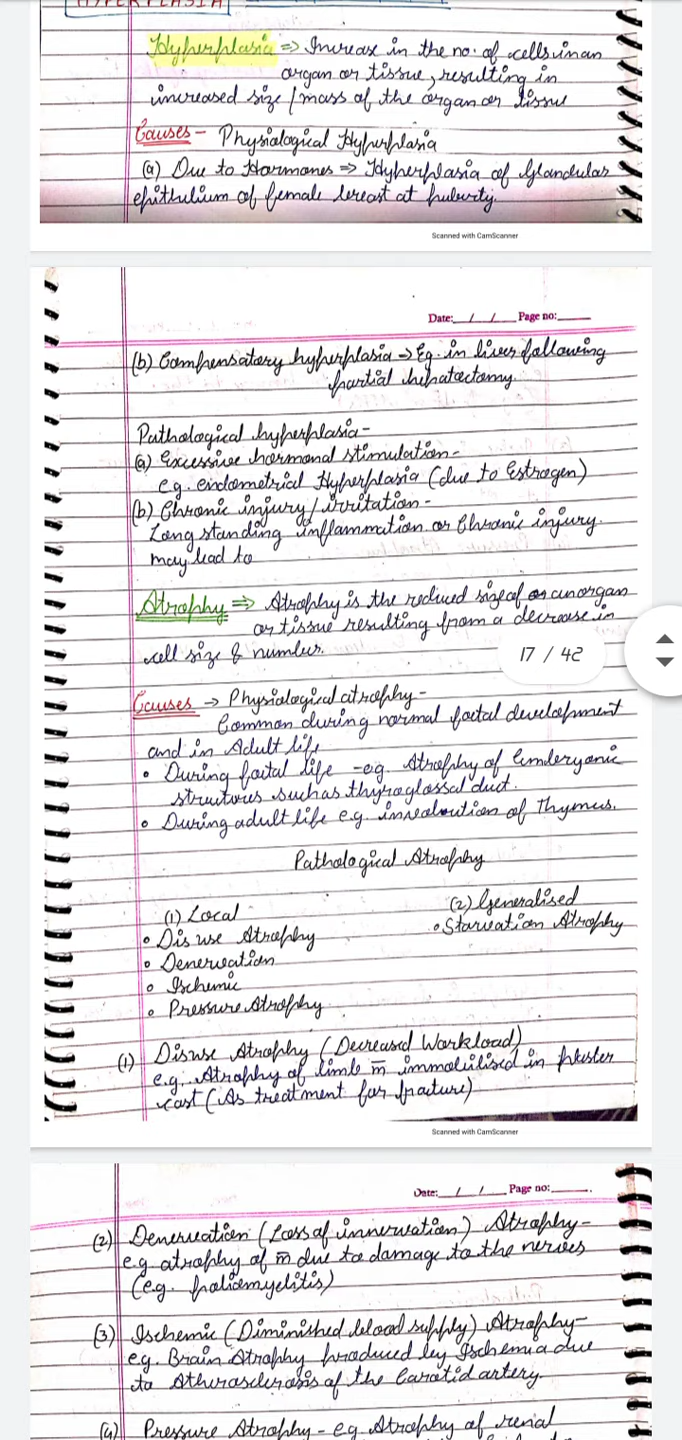 HYPERPLASIA
Hyperplasia ⇒ Increase in the no. of cells in an
organ or tissue, resulting in
increased size / mass of the organ or tissue
Causes - Physiological Hyperplasia
(a) Due to Hormones ⇒ Hyperplasia of Glandular
epithelium of female breast at puberty.
Scanned with CamScanner
Date: / / Page no:
(b) Compensatory hyperplasia → Eg. in liver following
partial hepatectomy.
Pathological hyperplasia-
(a) Excessive hormonal stimulation-
e.g. endometrial Hyperplasia (due to Estrogen)
(b) Chronic injury / irritation -
Long standing inflammation or Chronic injury.
may lead to
Atrophy ⇒ Atrophy is the reduced size of an organ
or tissue resulting from a decrease in
cell size & number.
17 / 42
Causes → Physiological atrophy-
Common during normal foetal development
and in Adult life
• During foetal life -eg. Atrophy of Embryonic
structures such as thyroglossal duct.
• During adult life e.g. involution of Thymus.
Pathological Atrophy
(1) Local
(2) Generalised
• Disuse Atrophy
• Starvation Atrophy
• Denervation
• Ischemic
• Pressure Atrophy
(1) Disuse Atrophy (Decreased Workload)
e.g. Atrophy of limb m̅ immobilised in plaster
cast (As treatment for fracture)
Scanned with CamScanner
Date: / / Page no:
(2) Denervation (Loss of innervation) Atrophy-
e.g. atrophy of m̅ due to damage to the nerves
(e.g. poliomyelitis)
(3) Ischemic (Diminished blood supply) Atrophy-
eg. Brain Atrophy produced by Ischemia due
to Atherosclerosis of the Carotid artery
(4) Pressure Atrophy - eg Atrophy of renal